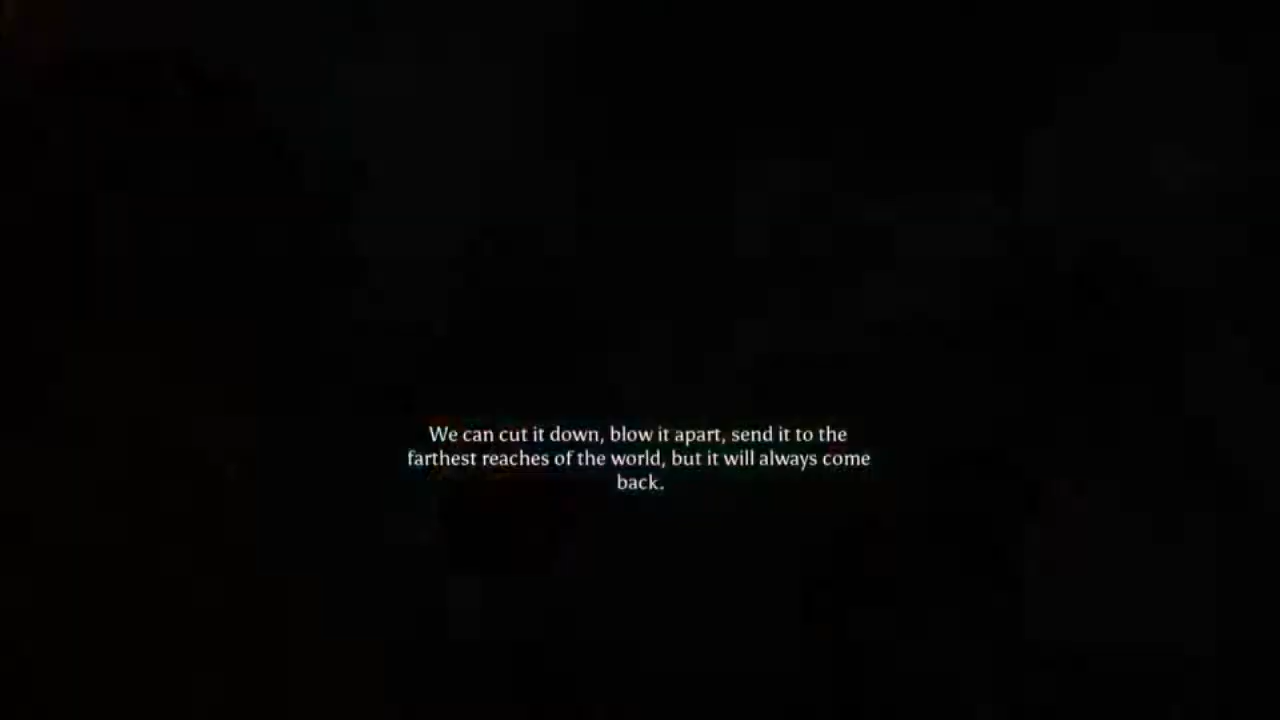 We can cut it down, blow it apart, send it to the
farthest reaches of the world, but it will always come
back.